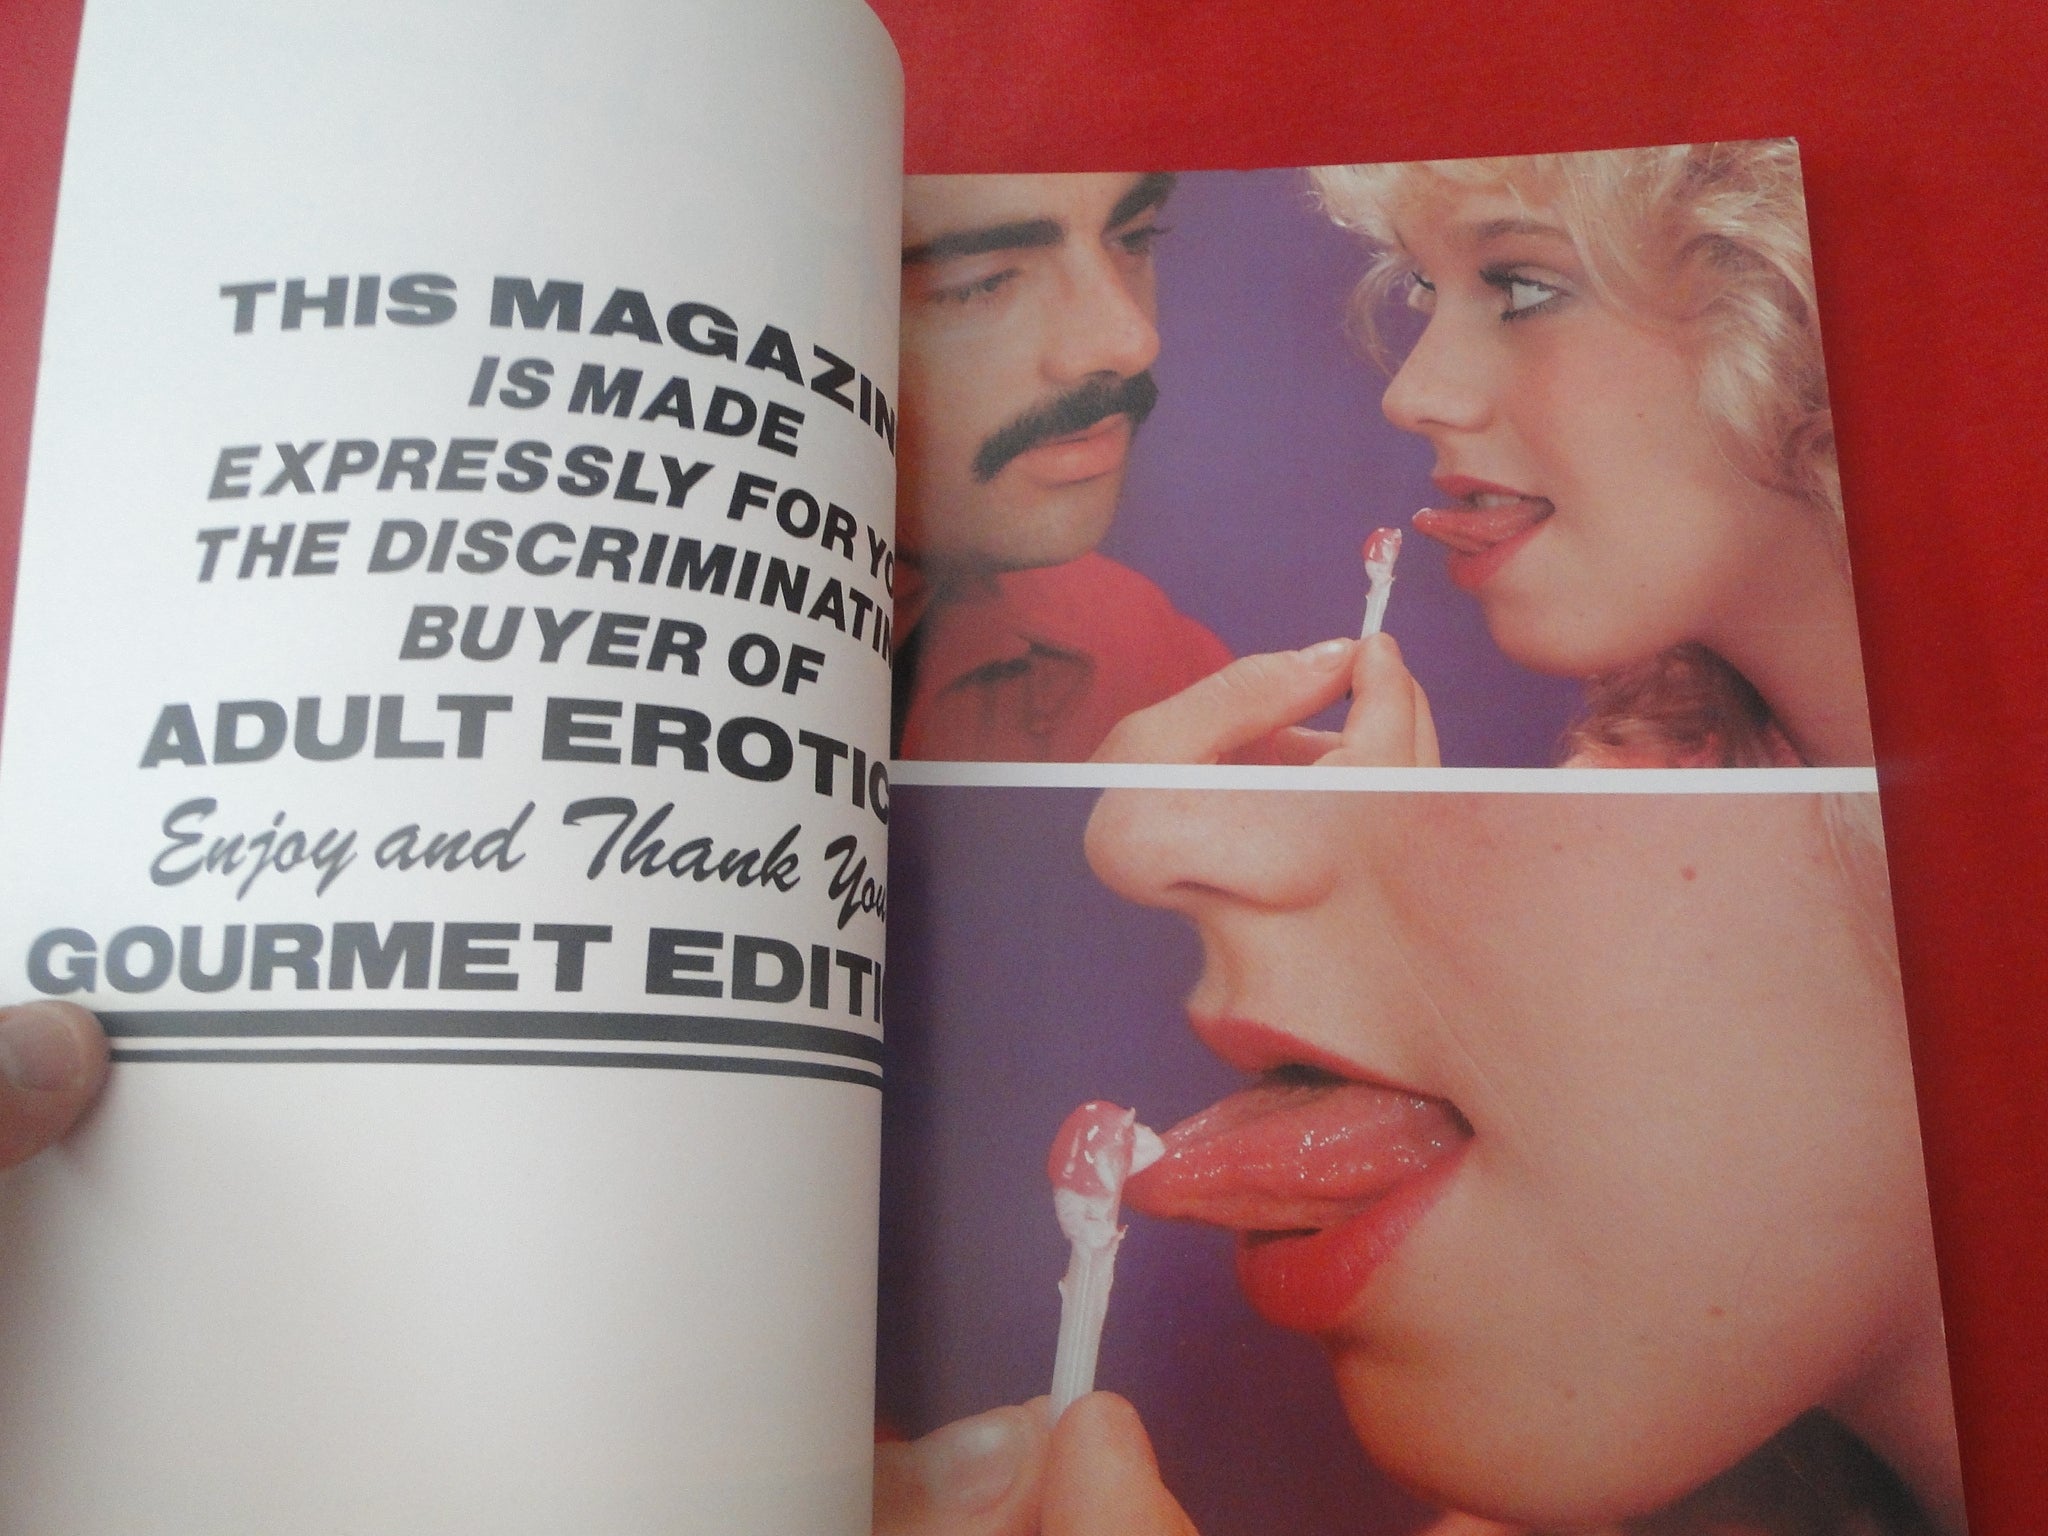 THIS MAGAZIN
IS MADE
EXPRESSLY FOR YO
THE DISCRIMINATIN
BUYER OF
ADULT EROTIC
Enjoy and Thank You
GOURMET EDITI